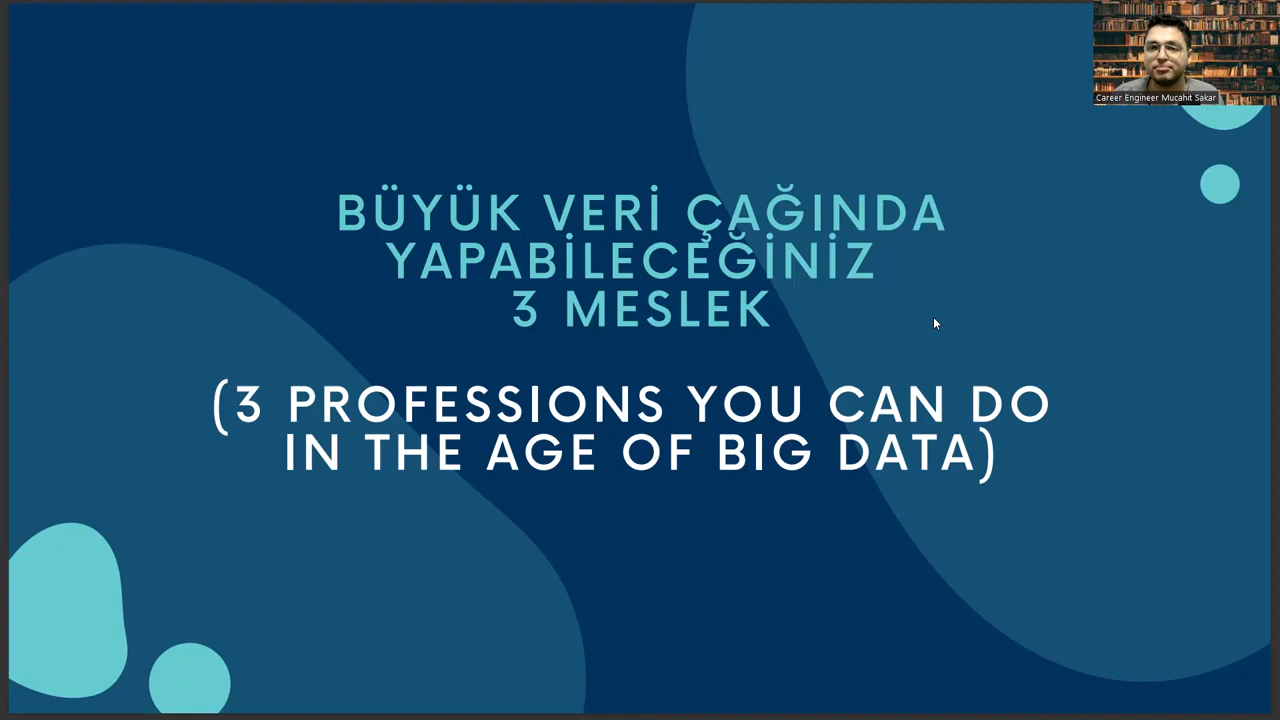 Career Engineer Mucahit Sakar
BÜYÜK VERİ ÇAĞINDA
YAPABİLECEĞİNİZ
3 MESLEK
(3 PROFESSIONS YOU CAN DO
IN THE AGE OF BIG DATA)